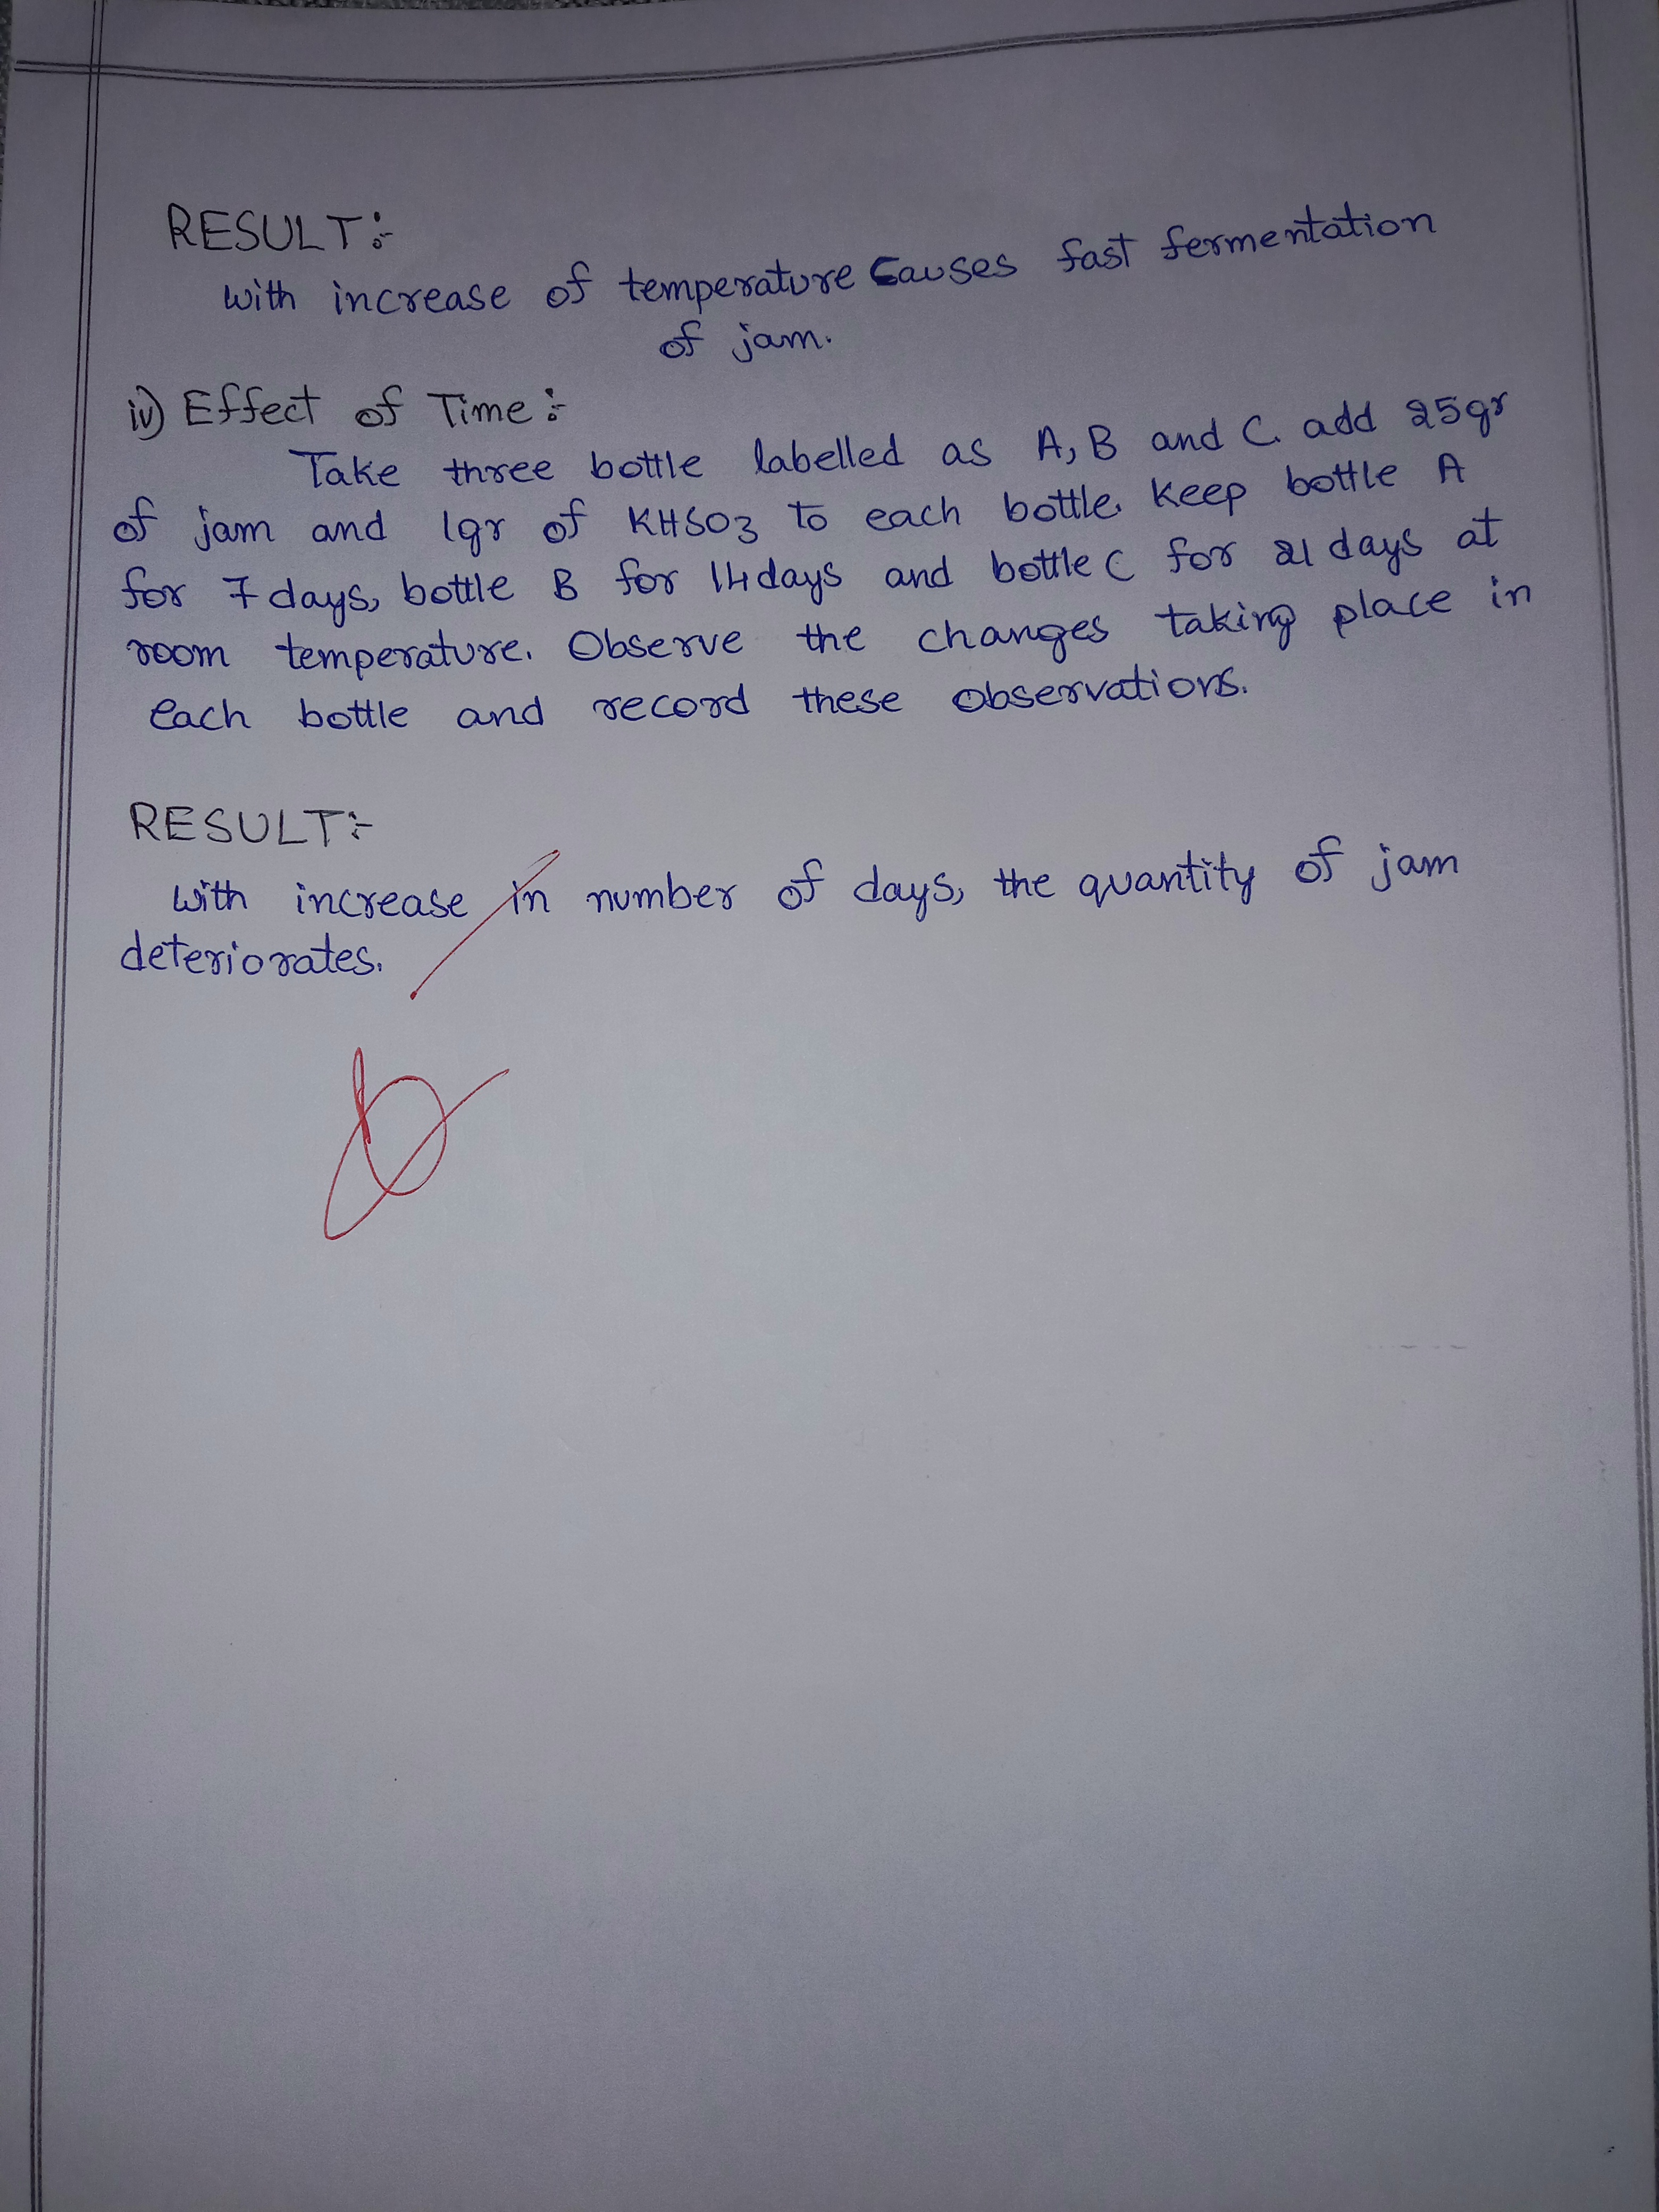 RESULT:-
with increase of temperature causes fast fermentation
of jam.
iv) Effect of Time :-
Take three bottle labelled as A, B and C. add 25gr
of jam and 1gr of KHSO3 to each bottle. Keep bottle A
for 7 days, bottle B for 14 days and bottle C for 21 days at
room temperature. Observe the changes taking place in
each bottle and record these observations.
RESULT:-
with increase in number of days, the quantity of jam
deteriorates.